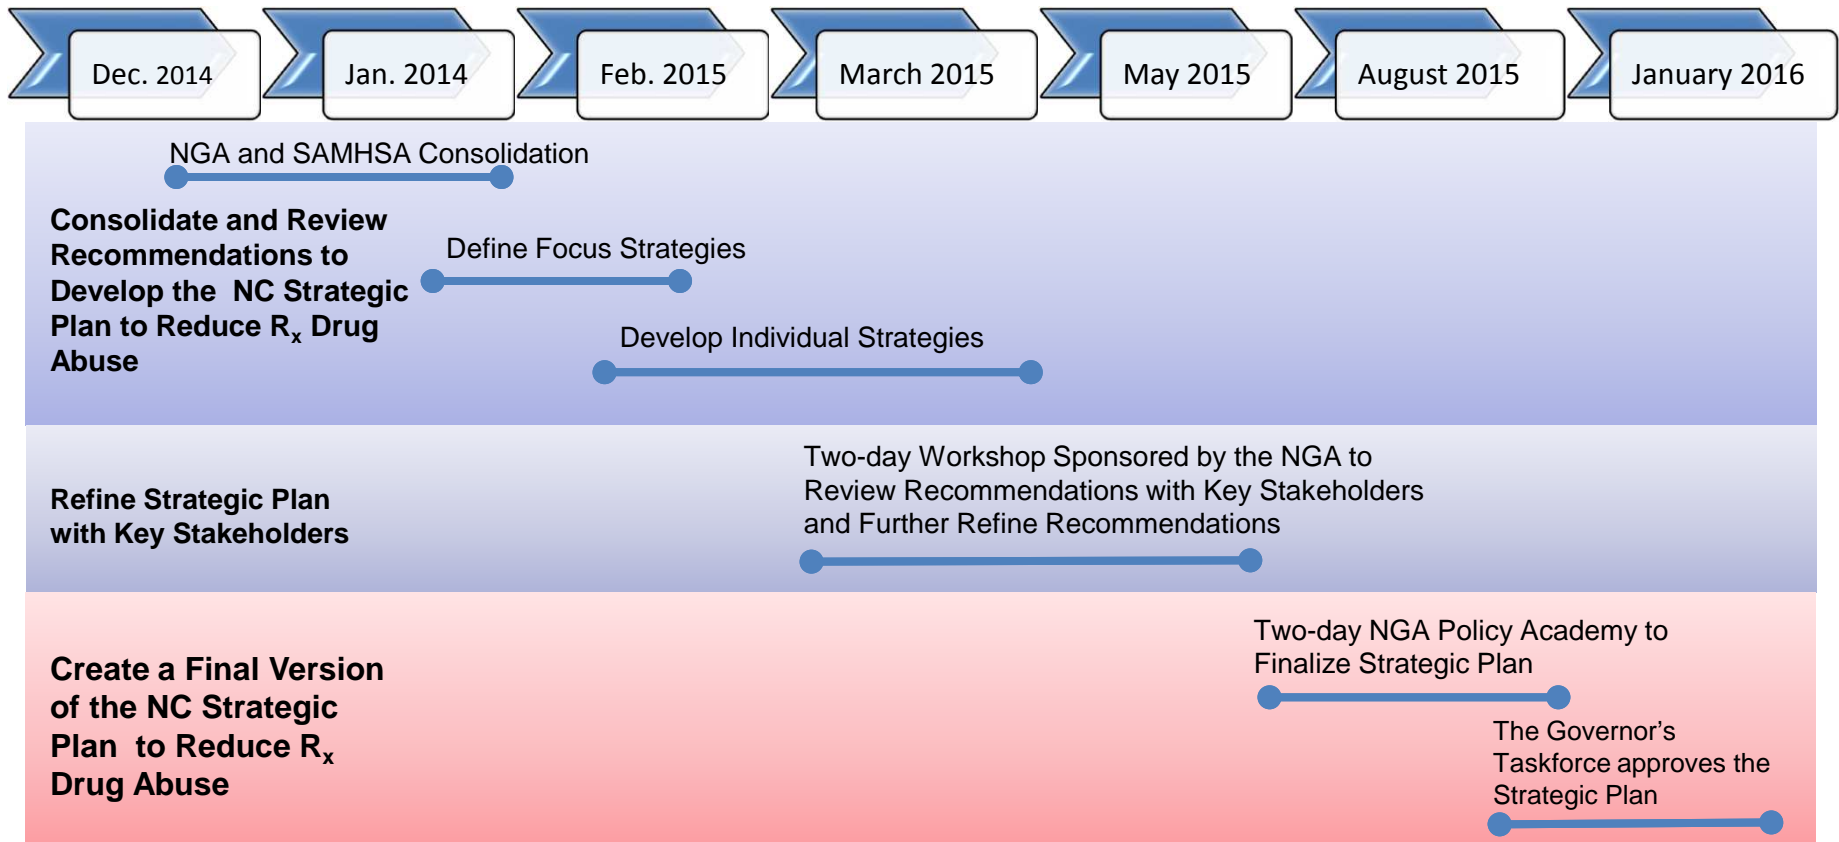 Dec. 2014
Jan. 2014
Feb. 2015
March 2015
May 2015
August 2015
January 2016
NGA and SAMHSA Consolidation
Consolidate and Review
Recommendations to
Develop the  NC Strategic
Plan to Reduce Rx Drug
Abuse
Define Focus Strategies
Develop Individual Strategies
Refine Strategic Plan
with Key Stakeholders
Two-day Workshop Sponsored by the NGA to
Review Recommendations with Key Stakeholders
and Further Refine Recommendations
Create a Final Version
of the NC Strategic
Plan  to Reduce Rx
Drug Abuse
Two-day NGA Policy Academy to
Finalize Strategic Plan
The Governor’s
Taskforce approves the
Strategic Plan